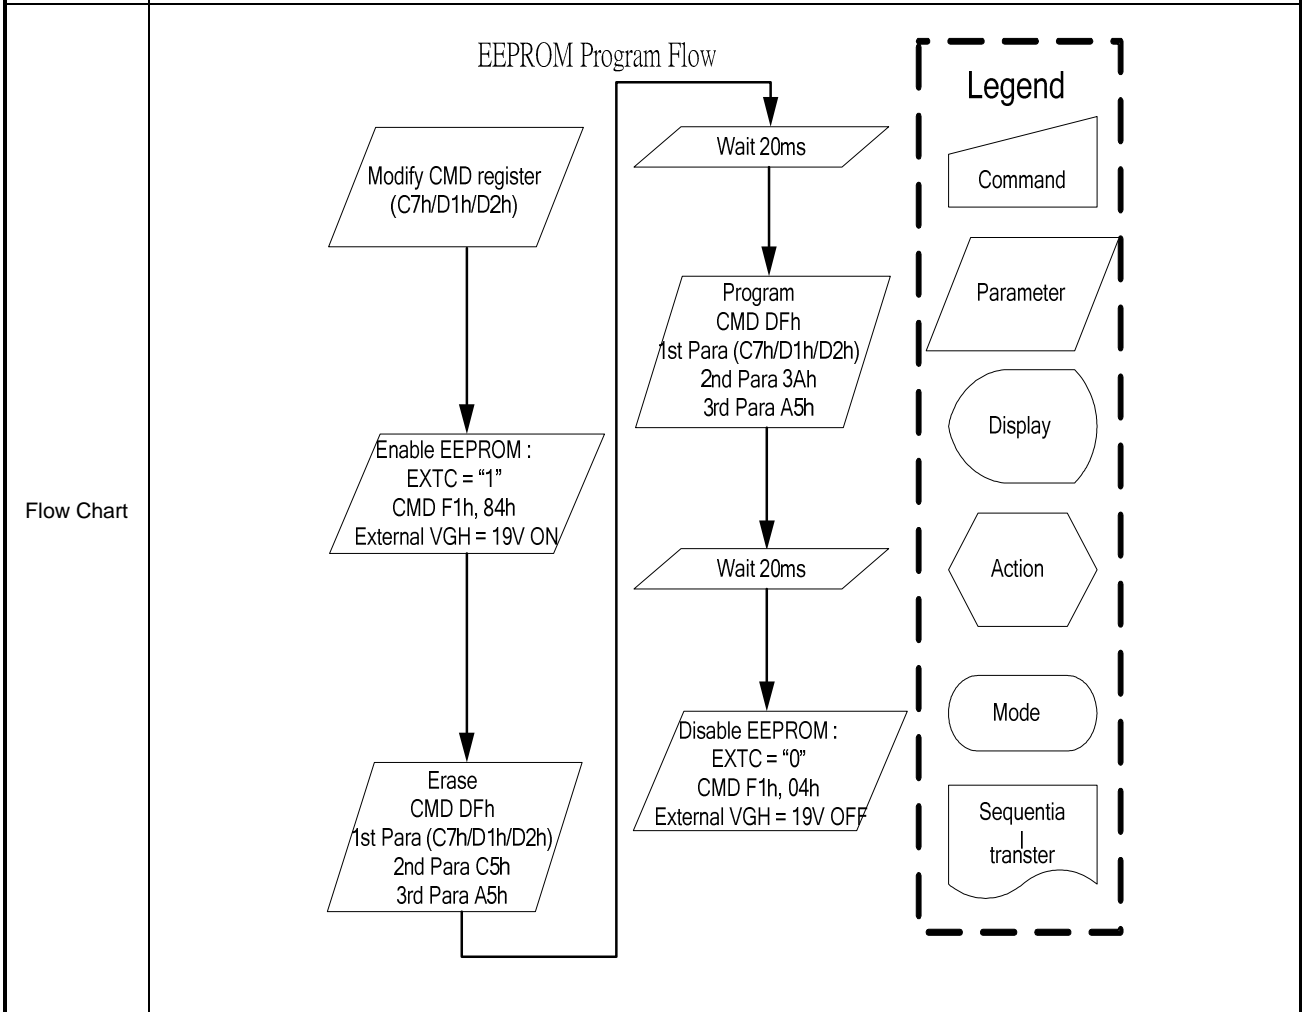 Flow Chart
EEPROM Program Flow
Modify CMD register
(C7h/D1h/D2h)
Enable EEPROM :
EXTC = “1”
CMD F1h, 84h
External VGH = 19V ON
Erase
CMD DFh
1st Para (C7h/D1h/D2h)
2nd Para C5h
3rd Para A5h
Wait 20ms
Program
CMD DFh
1st Para (C7h/D1h/D2h)
2nd Para 3Ah
3rd Para A5h
Wait 20ms
Disable EEPROM :
EXTC = “0”
CMD F1h, 04h
External VGH = 19V OFF
Legend
Command
Parameter
Display
Action
Mode
Sequentia
l
transter